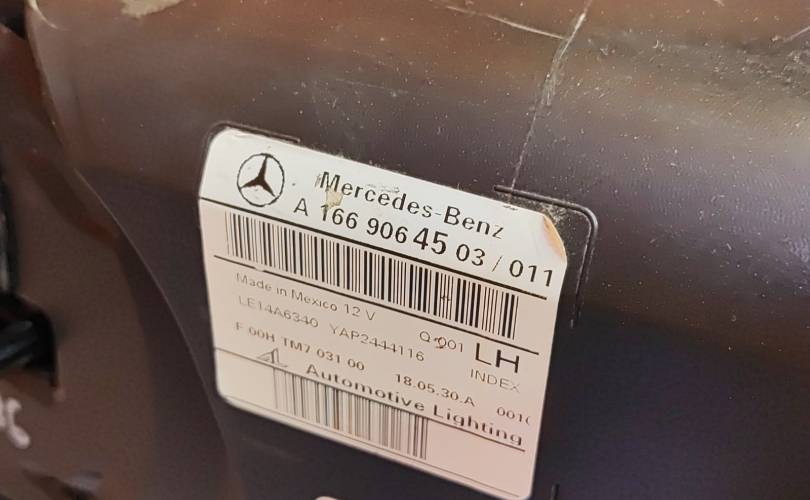 Mercedes-Benz
A 166 906 45 03 / 011
Made in Mexico 12 V
Q:001
LH
LE14A6340 YAP2444116
INDEX
F 00H TM7 031 00 18.05.30.A
Automotive Lighting